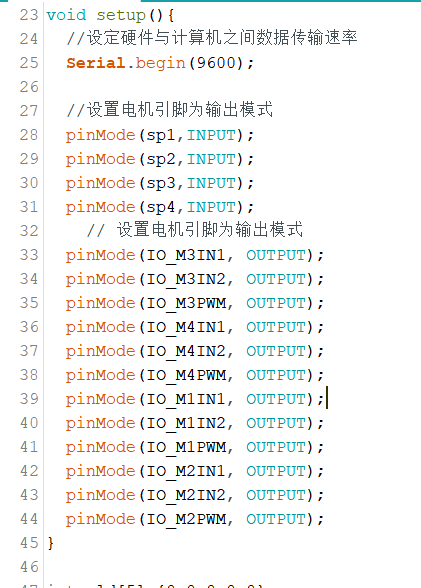 23 void setup(){
24 //设定硬件与计算机之间数据传输速率
25 Serial.begin(9600);
26
27 //设置电机引脚为输出模式
28 pinMode(sp1,INPUT);
29 pinMode(sp2,INPUT);
30 pinMode(sp3,INPUT);
31 pinMode(sp4,INPUT);
32 // 设置电机引脚为输出模式
33 pinMode(IO_M3IN1, OUTPUT);
34 pinMode(IO_M3IN2, OUTPUT);
35 pinMode(IO_M3PWM, OUTPUT);
36 pinMode(IO_M4IN1, OUTPUT);
37 pinMode(IO_M4IN2, OUTPUT);
38 pinMode(IO_M4PWM, OUTPUT);
39 pinMode(IO_M1IN1, OUTPUT);
40 pinMode(IO_M1IN2, OUTPUT);
41 pinMode(IO_M1PWM, OUTPUT);
42 pinMode(IO_M2IN1, OUTPUT);
43 pinMode(IO_M2IN2, OUTPUT);
44 pinMode(IO_M2PWM, OUTPUT);
45 }
46